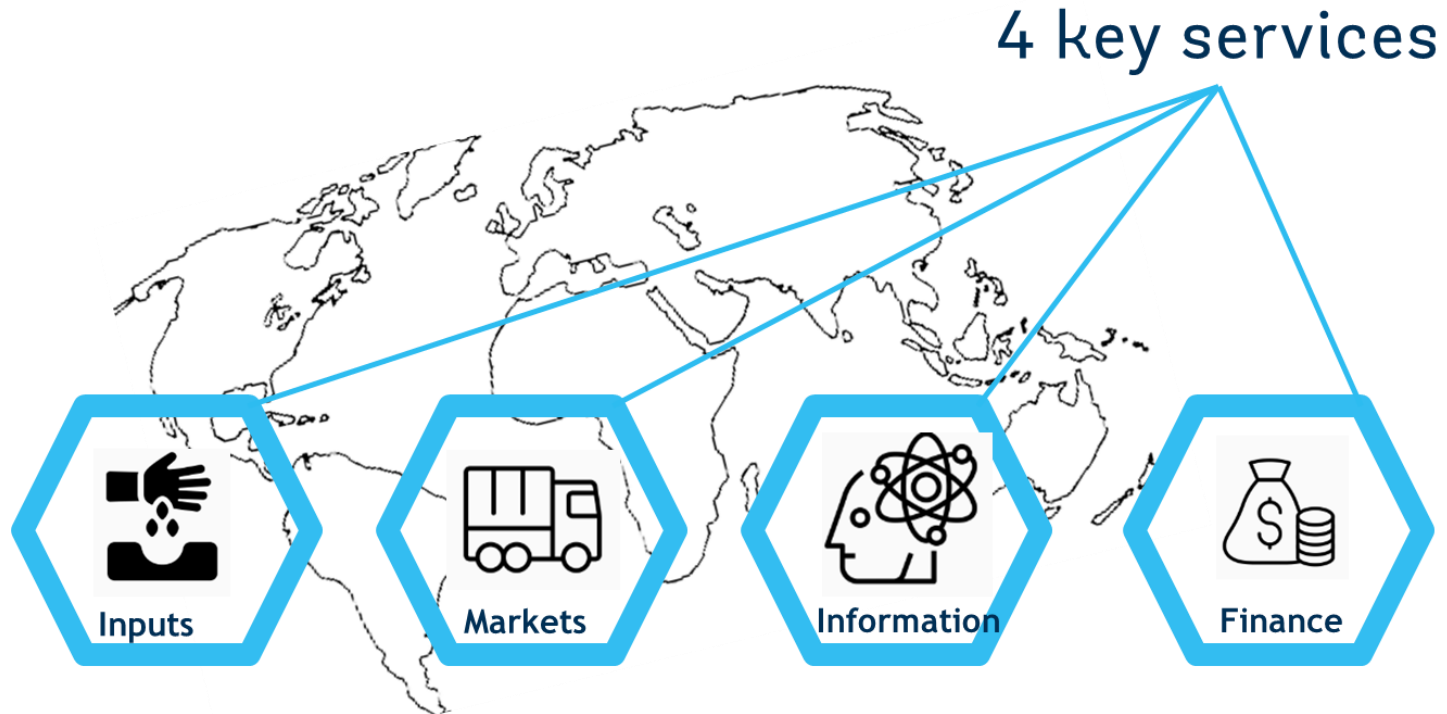 4 key services
Inputs
Markets
Information
Finance
$